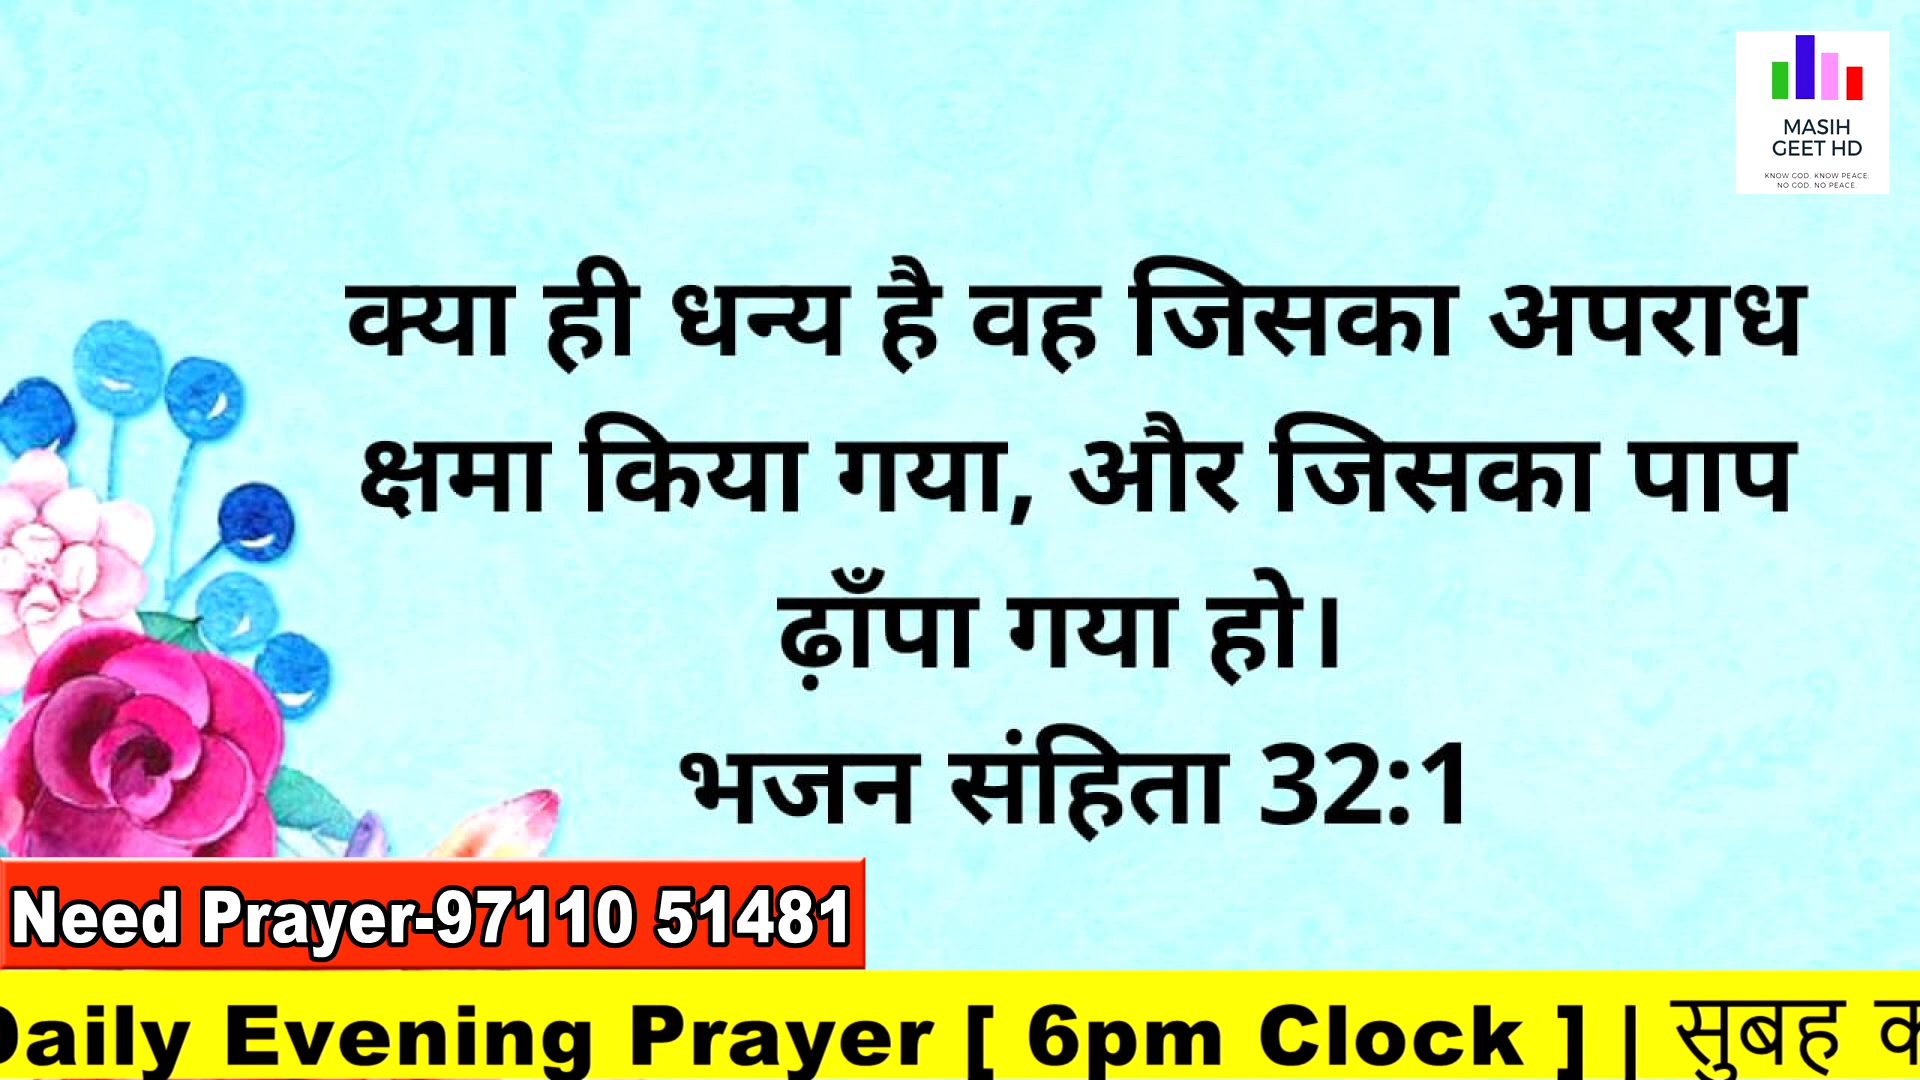 MASIH
GEET HD
KNOW GOD. KNOW PEACE.
NO GOD. NO PEACE.
क्या ही धन्य है वह जिसका अपराध
क्षमा किया गया, और जिसका पाप
ढ़ाँपा गया हो।
भजन संहिता 32:1
Need Prayer-97110 51481
Daily Evening Prayer [ 6pm Clock ] | सुबह